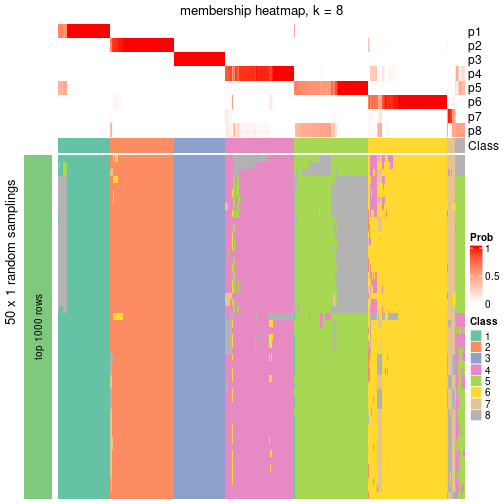 membership heatmap, k = 8
p1
p2
p3
p4
p5
p6
p7
p8
Class
50 x 1 random samplings
top 1000 rows
Prob
1
0.5
0
Class
1
2
3
4
5
6
7
8